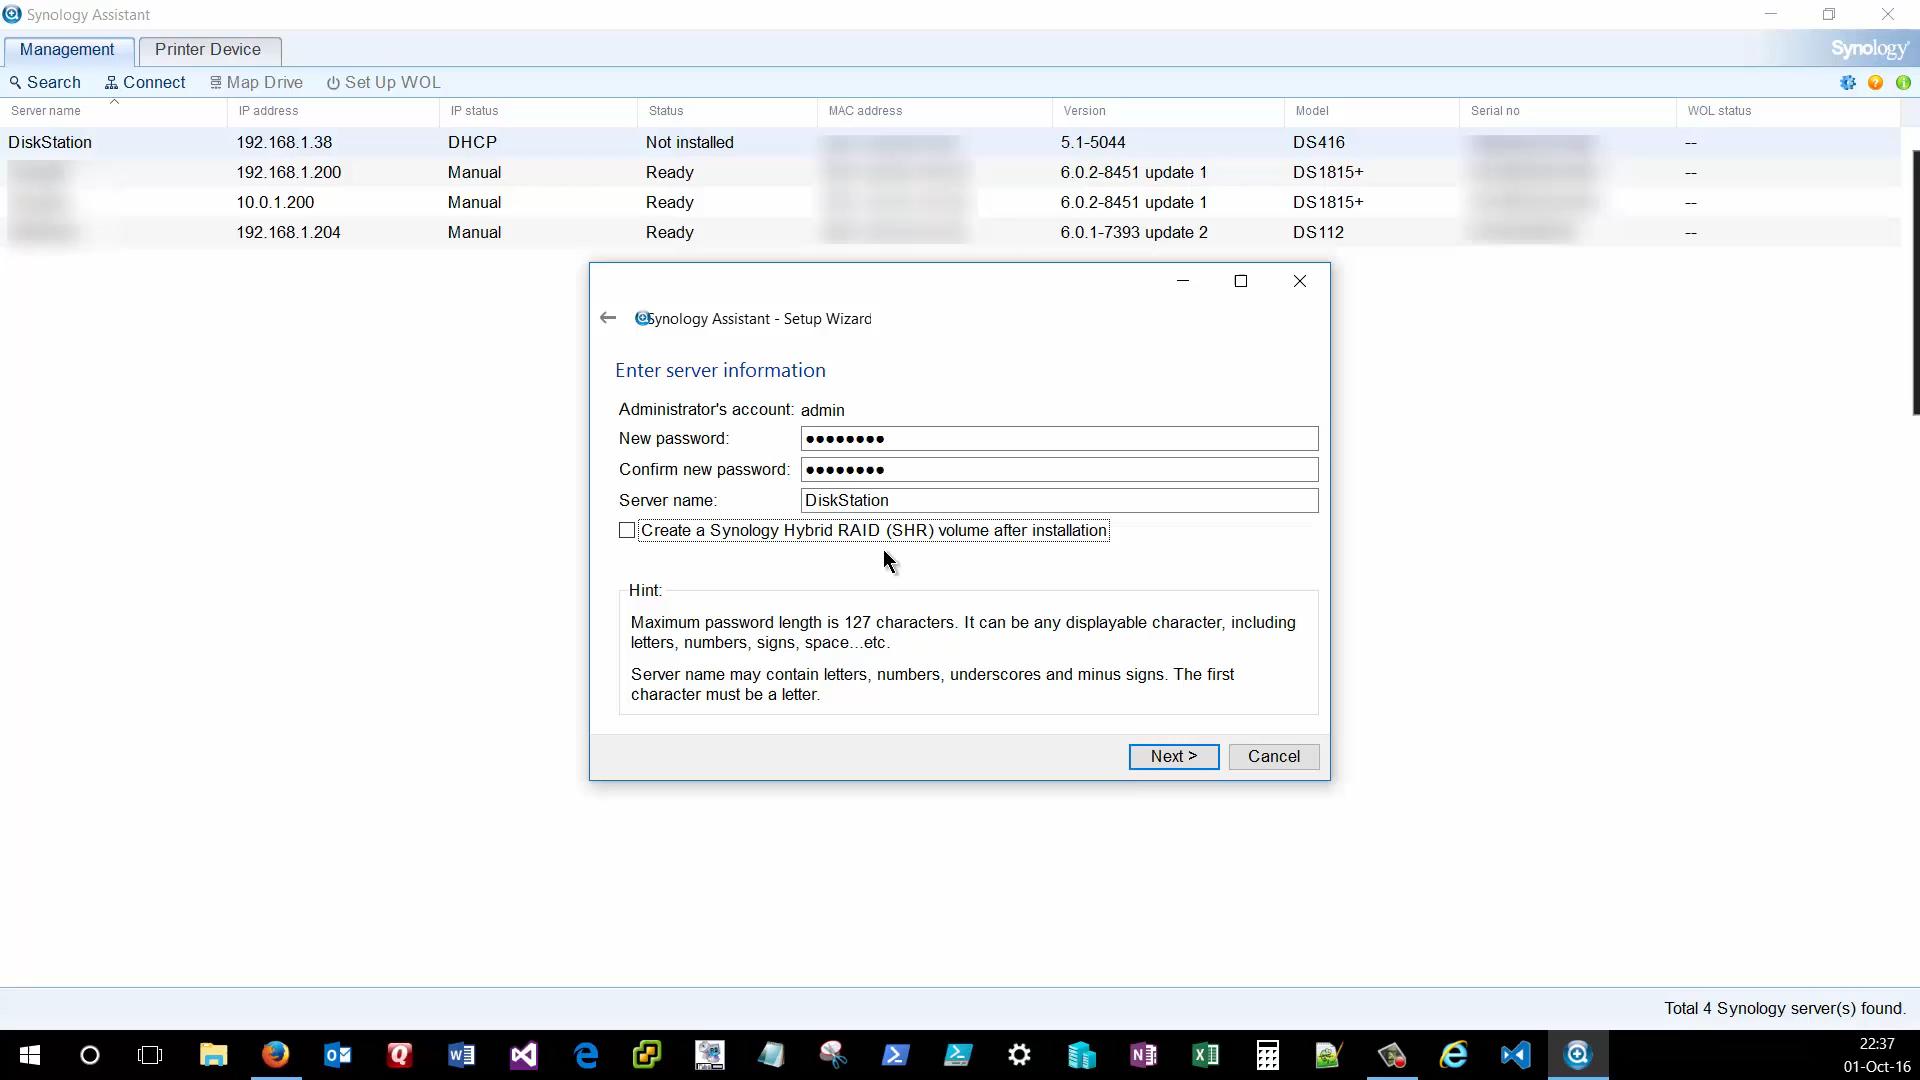 Synology Assistant
Management
Printer Device
Synology
Search
Connect
Map Drive
Set Up WOL
Server name
IP address
IP status
Status
MAC address
Version
Model
Serial no
WOL status
DiskStation 192.168.1.38 DHCP Not installed 5.1-5044 DS416 --
192.168.1.200 Manual Ready 6.0.2-8451 update 1 DS1815+ --
10.0.1.200 Manual Ready 6.0.2-8451 update 1 DS1815+ --
192.168.1.204 Manual Ready 6.0.1-7393 update 2 DS112 --
Synology Assistant - Setup Wizard
Enter server information
Administrator's account: admin
New password: ●●●●●●●●
Confirm new password: ●●●●●●●●
Server name: DiskStation
Create a Synology Hybrid RAID (SHR) volume after installation
Hint:
Maximum password length is 127 characters. It can be any displayable character, including
letters, numbers, signs, space...etc.
Server name may contain letters, numbers, underscores and minus signs. The first
character must be a letter.
Next >
Cancel
Total 4 Synology server(s) found.
22:37
01-Oct-16